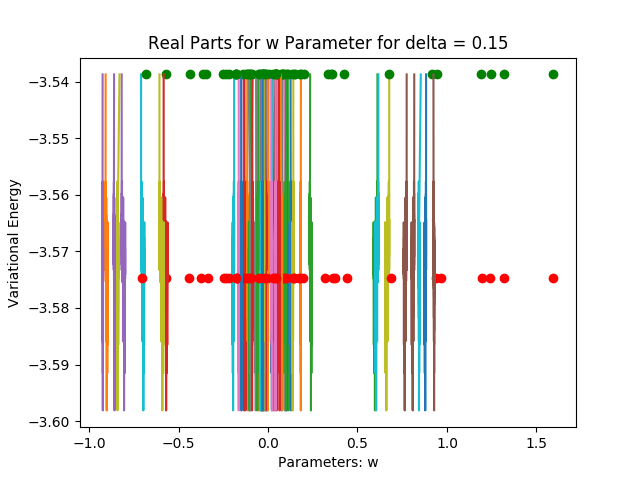 Real Parts for w Parameter for delta = 0.15
−3.54
−3.55
−3.56
−3.57
−3.58
−3.59
−3.60
Variational Energy
−1.0 −0.5 0.0 0.5 1.0 1.5
Parameters: w